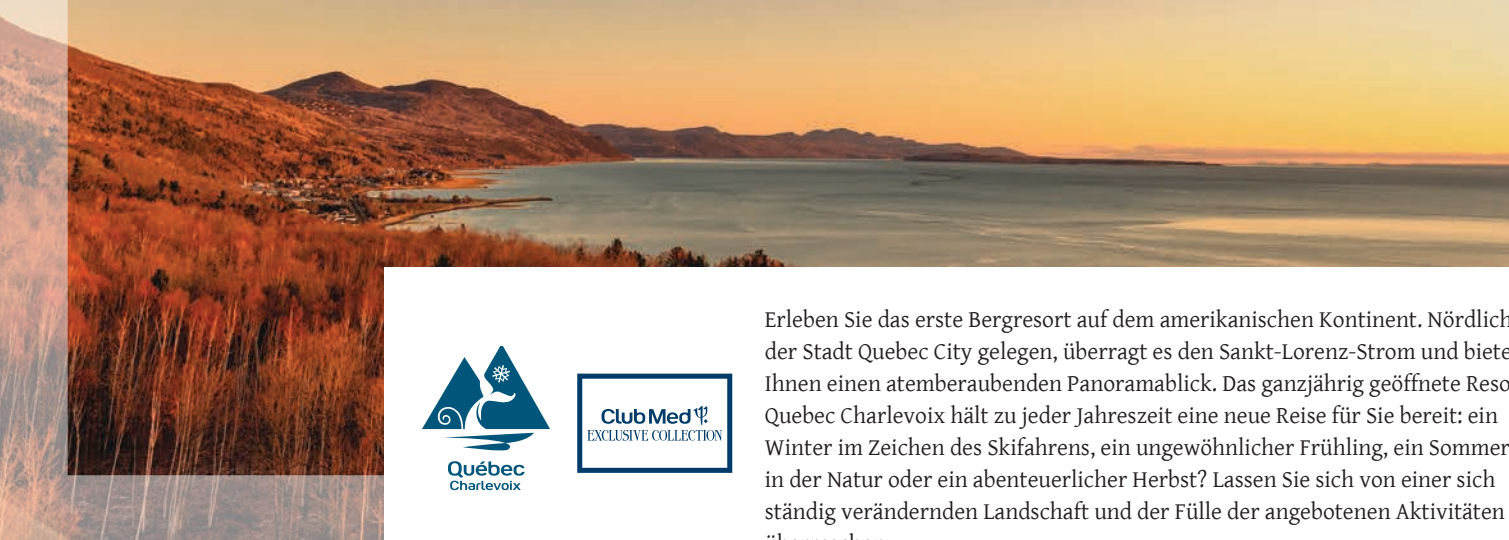 Erleben Sie das erste Bergresort auf dem amerikanischen Kontinent. Nördlich
der Stadt Quebec City gelegen, überragt es den Sankt-Lorenz-Strom und biete
Ihnen einen atemberaubenden Panoramablick. Das ganzjährig geöffnete Reso
Quebec Charlevoix hält zu jeder Jahreszeit eine neue Reise für Sie bereit: ein
Winter im Zeichen des Skifahrens, ein ungewöhnlicher Frühling, ein Sommer
in der Natur oder ein abenteuerlicher Herbst? Lassen Sie sich von einer sich
ständig verändernden Landschaft und der Fülle der angebotenen Aktivitäten
Québec
Charlevoix
Club Med
EXCLUSIVE COLLECTION